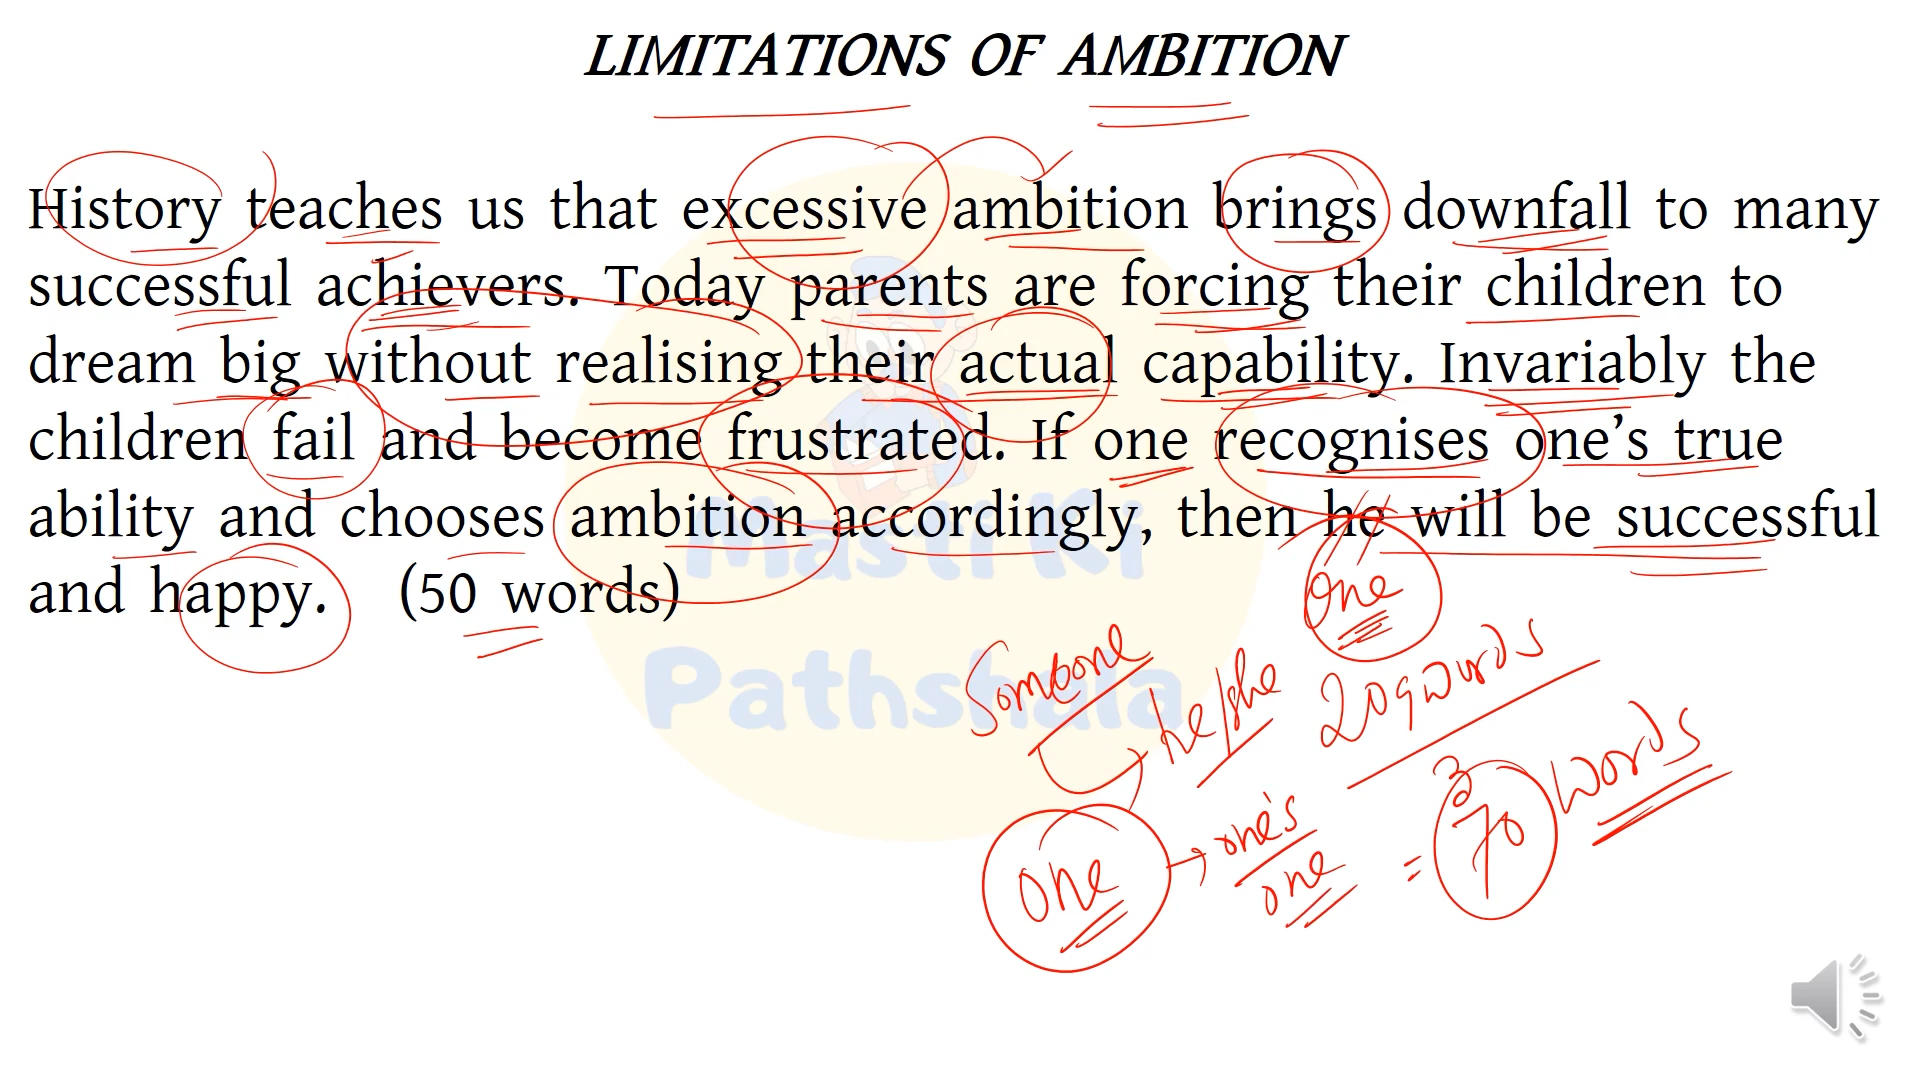 LIMITATIONS OF AMBITION
History teaches us that excessive ambition brings downfall to many
successful achievers. Today parents are forcing their children to
dream big without realising their actual capability. Invariably the
children fail and become frustrated. If one recognises one’s true
ability and chooses ambition accordingly, then he will be successful
and happy. (50 words)
Masti Ki
Pathshala
one
Someone
he/she
209 words
one
one's
one
= 70 words